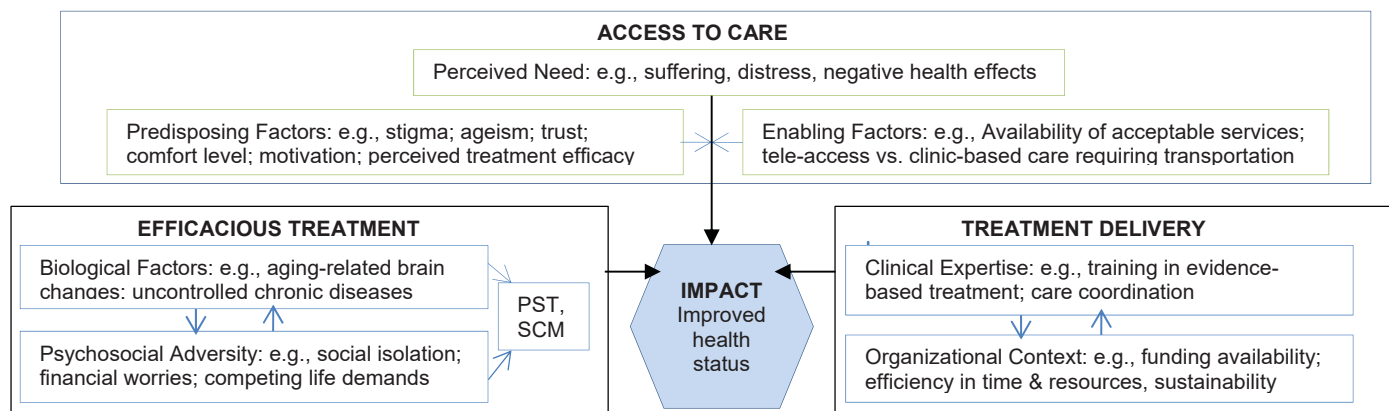 ACCESS TO CARE
Perceived Need: e.g., suffering, distress, negative health effects
Predisposing Factors: e.g., stigma; ageism; trust;
comfort level; motivation; perceived treatment efficacy
Enabling Factors: e.g., Availability of acceptable services;
tele-access vs. clinic-based care requiring transportation
EFFICACIOUS TREATMENT
Biological Factors: e.g., aging-related brain
changes; uncontrolled chronic diseases
Psychosocial Adversity: e.g., social isolation;
financial worries; competing life demands
PST,
SCM
IMPACT
Improved
health
status
TREATMENT DELIVERY
Clinical Expertise: e.g., training in evidence-
based treatment; care coordination
Organizational Context: e.g., funding availability;
efficiency in time & resources, sustainability